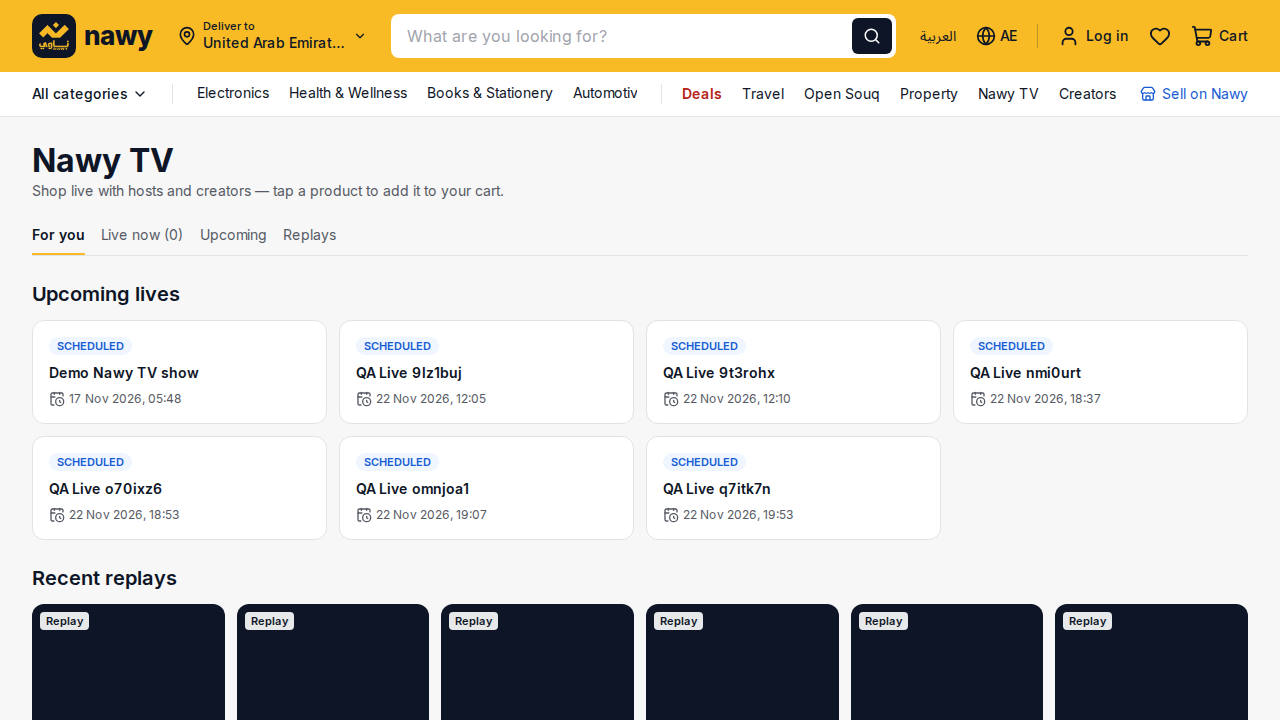 ناوي
NAWY
nawy
Deliver to
United Arab Emirat...
What are you looking for?
العربية
AE
Log in
Cart
All categories
Electronics
Health & Wellness
Books & Stationery
Automotiv
Deals
Travel
Open Souq
Property
Nawy TV
Creators
Sell on Nawy
Nawy TV
Shop live with hosts and creators — tap a product to add it to your cart.
For you
Live now (0)
Upcoming
Replays
Upcoming lives
SCHEDULED
Demo Nawy TV show
17 Nov 2026, 05:48
SCHEDULED
QA Live 9lz1buj
22 Nov 2026, 12:05
SCHEDULED
QA Live 9t3rohx
22 Nov 2026, 12:10
SCHEDULED
QA Live nmi0urt
22 Nov 2026, 18:37
SCHEDULED
QA Live o70ixz6
22 Nov 2026, 18:53
SCHEDULED
QA Live omnjoa1
22 Nov 2026, 19:07
SCHEDULED
QA Live q7itk7n
22 Nov 2026, 19:53
Recent replays
Replay
Replay
Replay
Replay
Replay
Replay